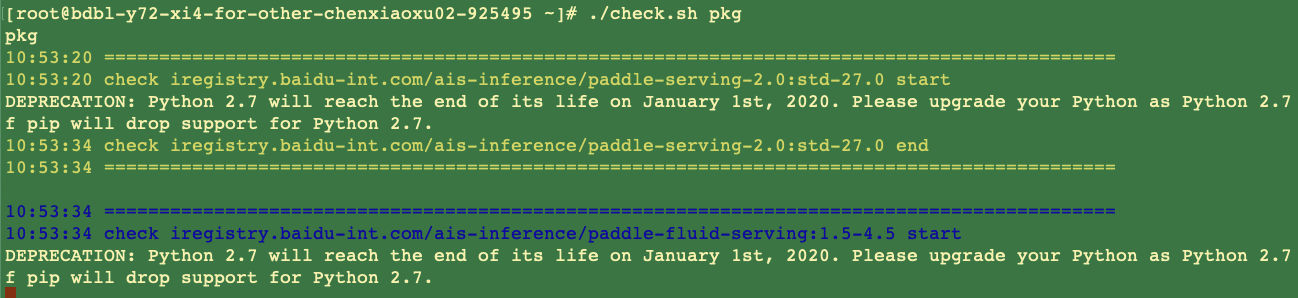 [root@bdbl-y72-xi4-for-other-chenxiaoxu02-925495 ~]# ./check.sh pkg
pkg
10:53:20 ============================================================================================
10:53:20 check iregistry.baidu-int.com/ais-inference/paddle-serving-2.0:std-27.0 start
DEPRECATION: Python 2.7 will reach the end of its life on January 1st, 2020. Please upgrade your Python as Python 2.7
f pip will drop support for Python 2.7.
10:53:34 check iregistry.baidu-int.com/ais-inference/paddle-serving-2.0:std-27.0 end
10:53:34 ============================================================================================
10:53:34 ============================================================================================
10:53:34 check iregistry.baidu-int.com/ais-inference/paddle-fluid-serving:1.5-4.5 start
DEPRECATION: Python 2.7 will reach the end of its life on January 1st, 2020. Please upgrade your Python as Python 2.7
f pip will drop support for Python 2.7.